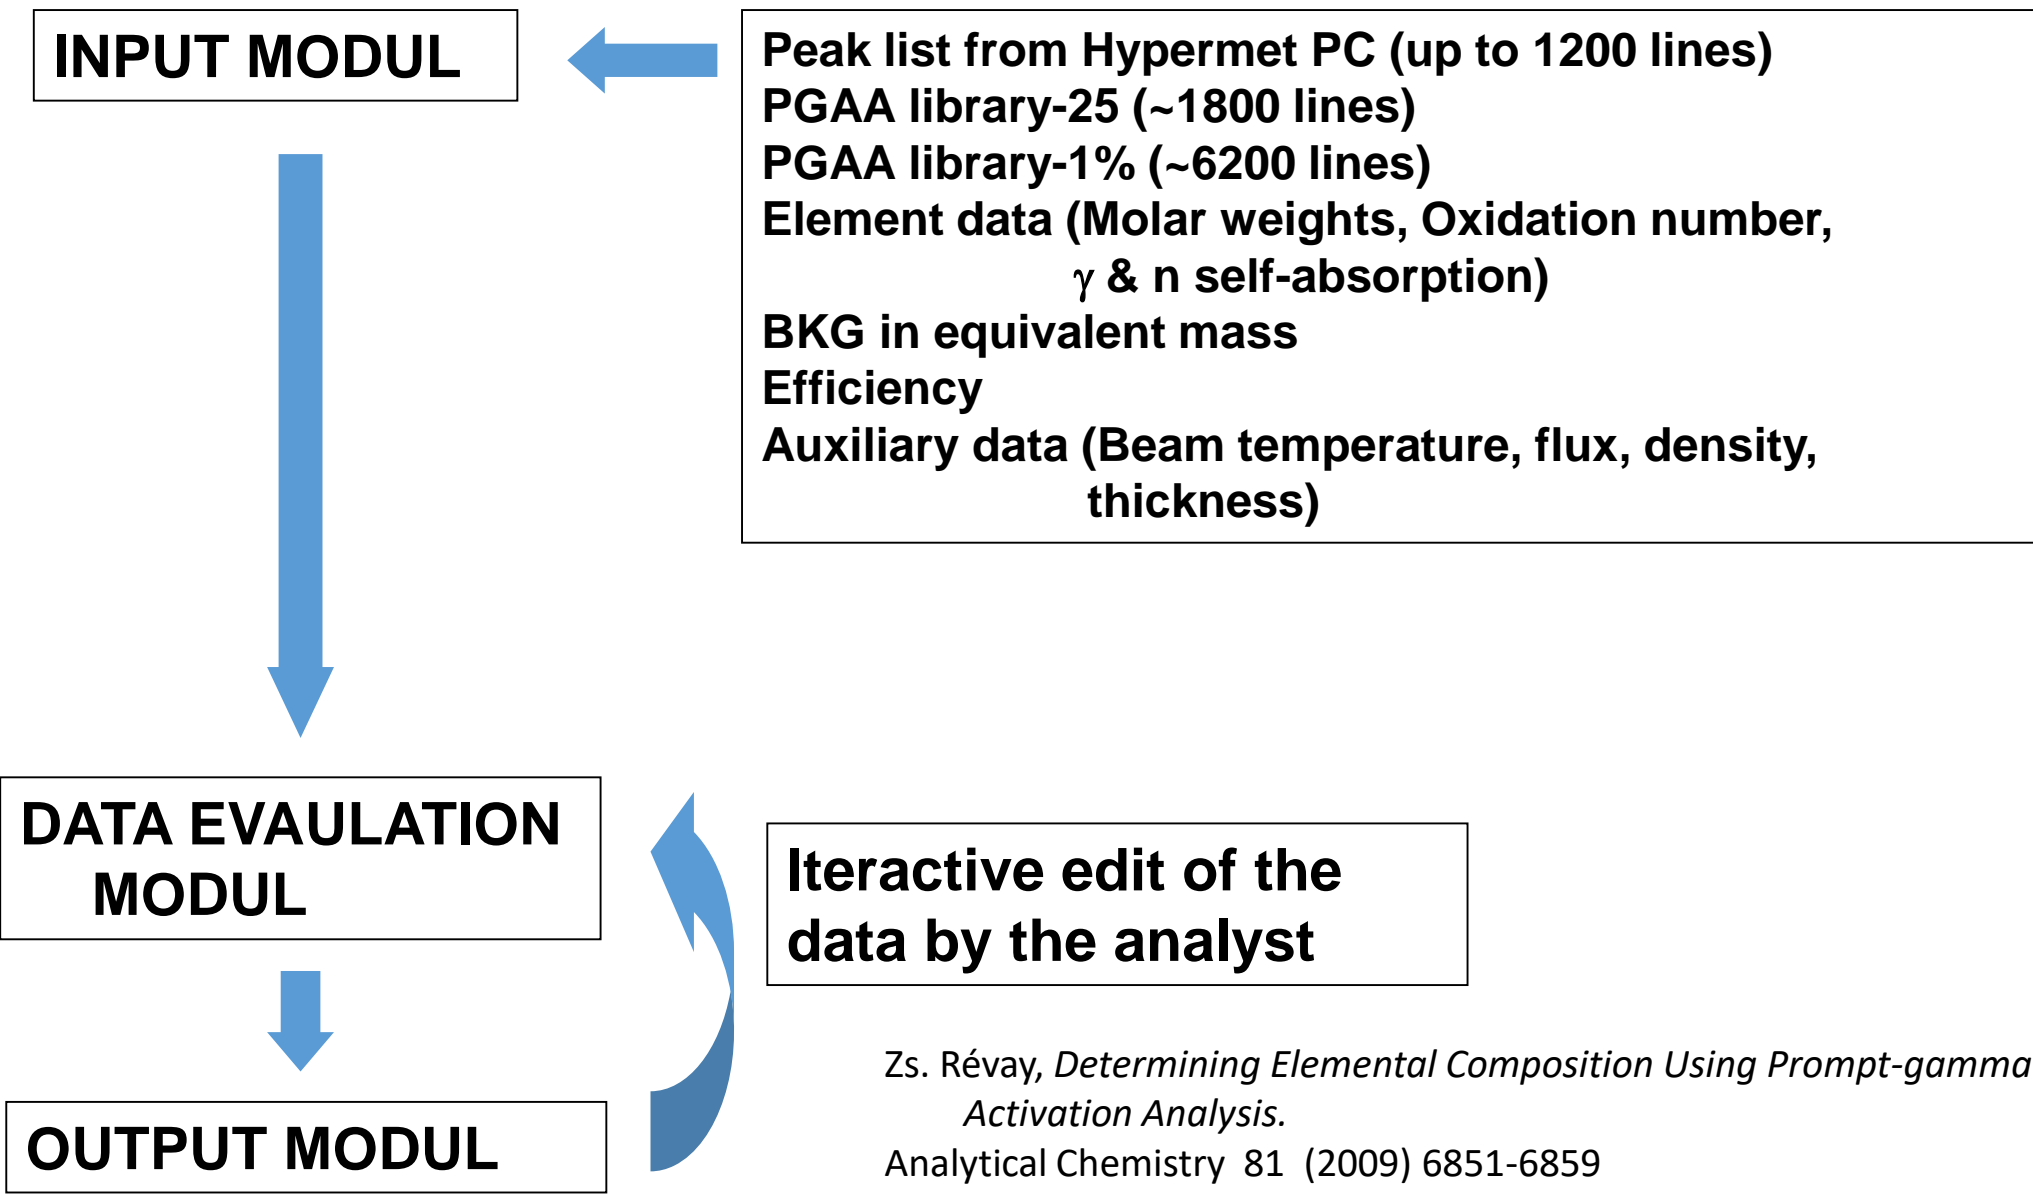 INPUT MODUL
Peak list from Hypermet PC (up to 1200 lines)
PGAA library-25 (~1800 lines)
PGAA library-1% (~6200 lines)
Element data (Molar weights, Oxidation number,
γ & n self-absorption)
BKG in equivalent mass
Efficiency
Auxiliary data (Beam temperature, flux, density,
thickness)
DATA EVAULATION
MODUL
Iteractive edit of the
data by the analyst
OUTPUT MODUL
Zs. Révay, Determining Elemental Composition Using Prompt-gamma
Activation Analysis.
Analytical Chemistry 81 (2009) 6851-6859